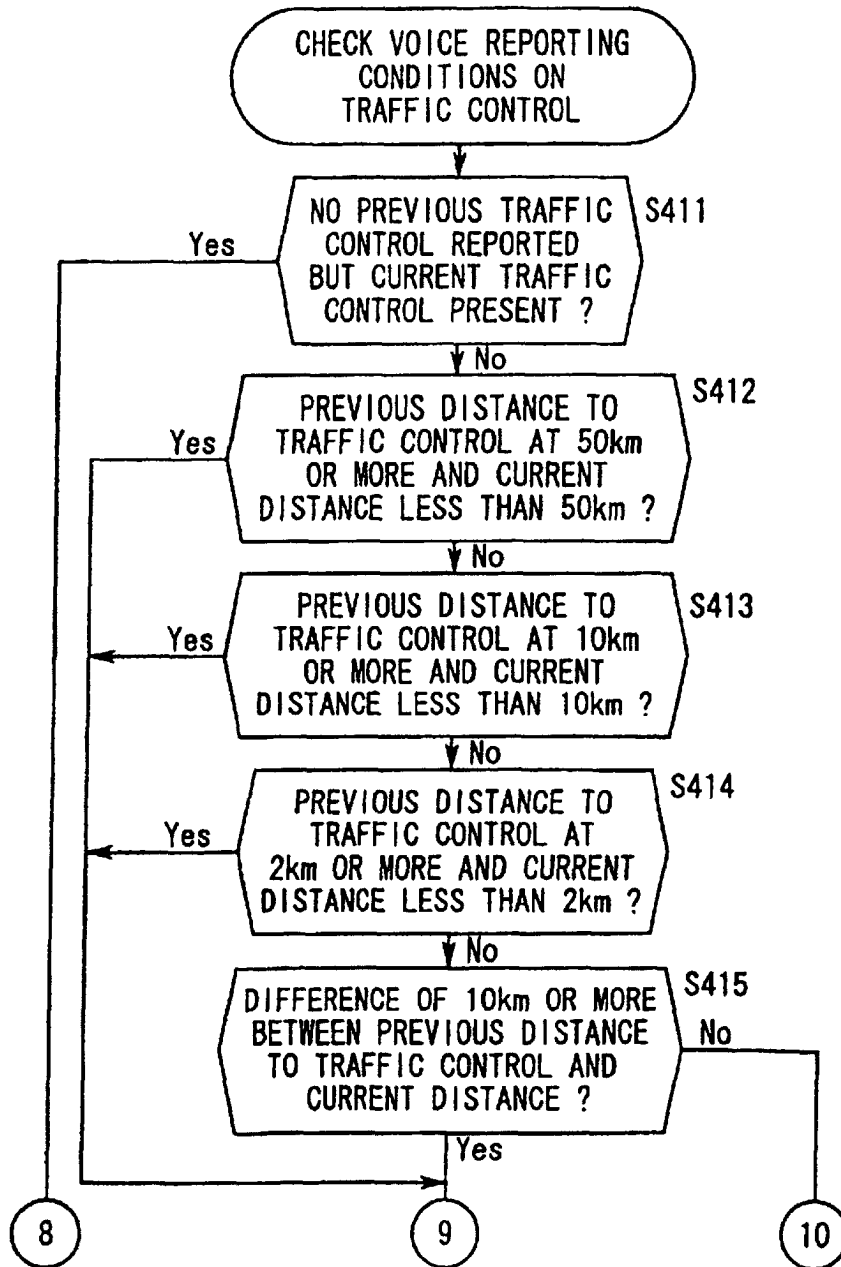 CHECK VOICE REPORTING
CONDITIONS ON
TRAFFIC CONTROL
NO PREVIOUS TRAFFIC
CONTROL REPORTED
BUT CURRENT TRAFFIC
CONTROL PRESENT ?
S411
Yes
No
PREVIOUS DISTANCE TO
TRAFFIC CONTROL AT 50km
OR MORE AND CURRENT
DISTANCE LESS THAN 50km ?
S412
Yes
No
PREVIOUS DISTANCE TO
TRAFFIC CONTROL AT 10km
OR MORE AND CURRENT
DISTANCE LESS THAN 10km ?
S413
Yes
No
PREVIOUS DISTANCE TO
TRAFFIC CONTROL AT
2km OR MORE AND CURRENT
DISTANCE LESS THAN 2km ?
S414
Yes
No
DIFFERENCE OF 10km OR MORE
BETWEEN PREVIOUS DISTANCE
TO TRAFFIC CONTROL AND
CURRENT DISTANCE ?
S415
No
Yes
8
9
10